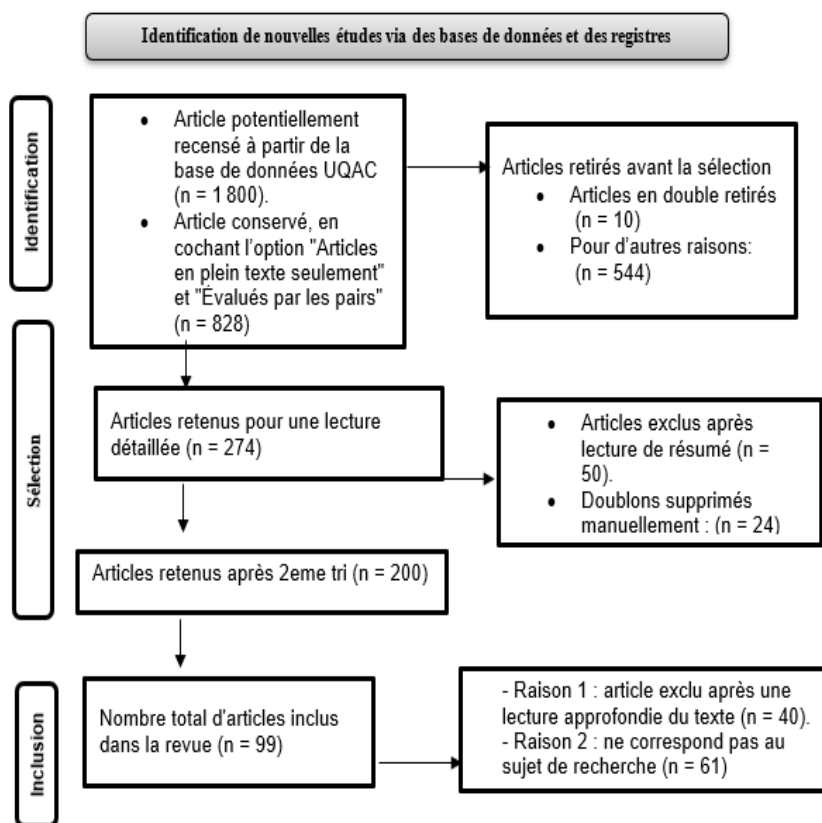 Identification de nouvelles études via des bases de données et des registres
Identification
• Article potentiellement
recensé à partir de la
base de données UQAC
(n = 1 800).
• Article conservé, en
cochant l'option "Articles
en plein texte seulement"
et "Évalués par les pairs"
(n = 828)
Articles retirés avant la sélection
• Articles en double retirés
(n = 10)
• Pour d'autres raisons:
(n = 544)
Sélection
Articles retenus pour une lecture
détaillée (n = 274)
• Articles exclus après
lecture de résumé (n =
50).
• Doublons supprimés
manuellement : (n = 24)
Articles retenus après 2eme tri (n = 200)
Inclusion
Nombre total d'articles inclus
dans la revue (n = 99)
- Raison 1 : article exclu après une
lecture approfondie du texte (n = 40).
- Raison 2 : ne correspond pas au
sujet de recherche (n = 61)